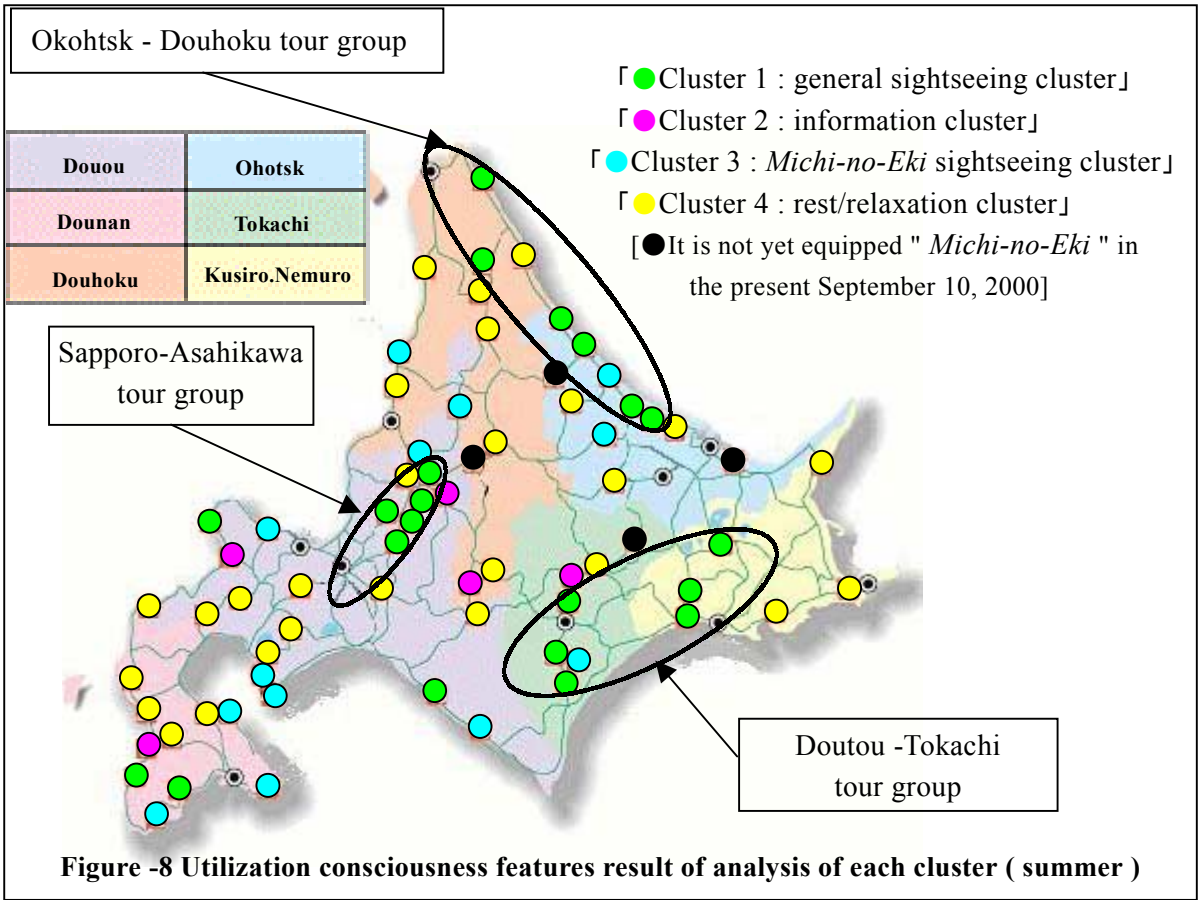 Okohtsk - Douhoku tour group
「●Cluster 1 : general sightseeing cluster」
「●Cluster 2 : information cluster」
「●Cluster 3 : Michi-no-Eki sightseeing cluster」
「●Cluster 4 : rest/relaxation cluster」
[●It is not yet equipped " Michi-no-Eki " in
the present September 10, 2000]
Douou
Ohotsk
Dounan
Tokachi
Douhoku
Kusiro.Nemuro
Sapporo-Asahikawa
tour group
Doutou -Tokachi
tour group
Figure -8 Utilization consciousness features result of analysis of each cluster ( summer )